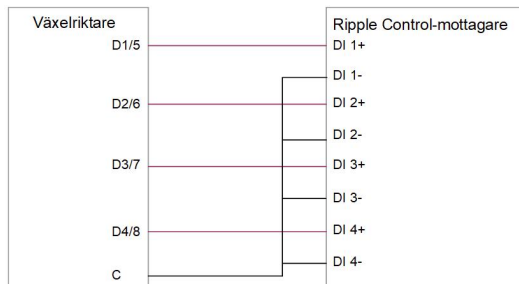 Växelriktare
D1/5
D2/6
D3/7
D4/8
C
Ripple Control-mottagare
DI 1+
DI 1-
DI 2+
DI 2-
DI 3+
DI 3-
DI 4+
DI 4-